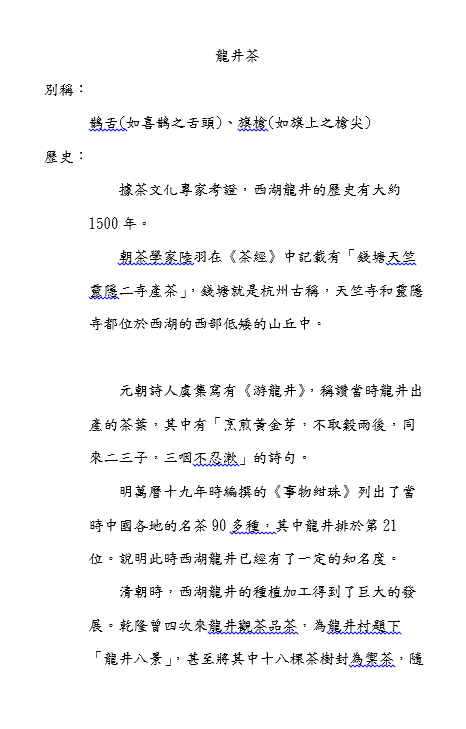 龍井茶
別稱：
鵲舌(如喜鵲之舌頭)、旗槍(如旗上之槍尖)
歷史：
據茶文化專家考證，西湖龍井的歷史有大約
1500 年。
朝茶學家陸羽在《茶經》中記載有「錢塘天竺
靈隱二寺產茶」，錢塘就是杭州古稱，天竺寺和靈隱
寺都位於西湖的西部低矮的山丘中。
元朝詩人虞集寫有《游龍井》，稱讚當時龍井出
產的茶葉，其中有「烹煎黃金芽，不取穀雨後，同
來二三子，三咽不忍漱」的詩句。
明萬曆十九年時編撰的《事物紺珠》列出了當
時中國各地的名茶 90 多種，其中龍井排於第 21
位。說明此時西湖龍井已經有了一定的知名度。
清朝時，西湖龍井的種植加工得到了巨大的發
展。乾隆曾四次來龍井觀茶品茶，為龍井村題下
「龍井八景」，甚至將其中十八棵茶樹封為禦茶，隨